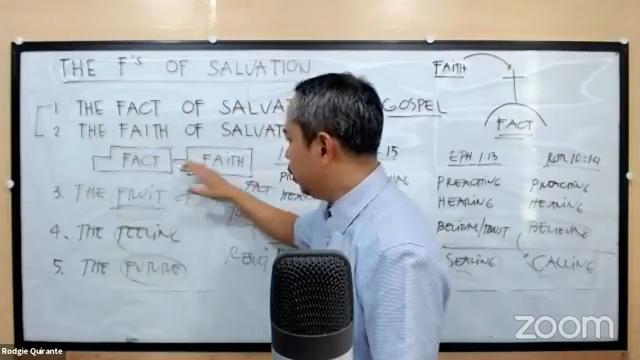 THE F'S OF SALVATION
FAITH
1 THE FACT OF SALVAT GOSPEL
2 THE FAITH OF SALVAT
FACT
FACT FAITH
15 EPH 1:13 ROM 10:14
PREACHING PREACHING
3. THE FRUIT OF FACT HEARING HEARING
4. THE FEELING BELIEVE/TRUST BELIEVE
5. THE FUTURE SEALING CALLING
zoom
Rodgie Quirante